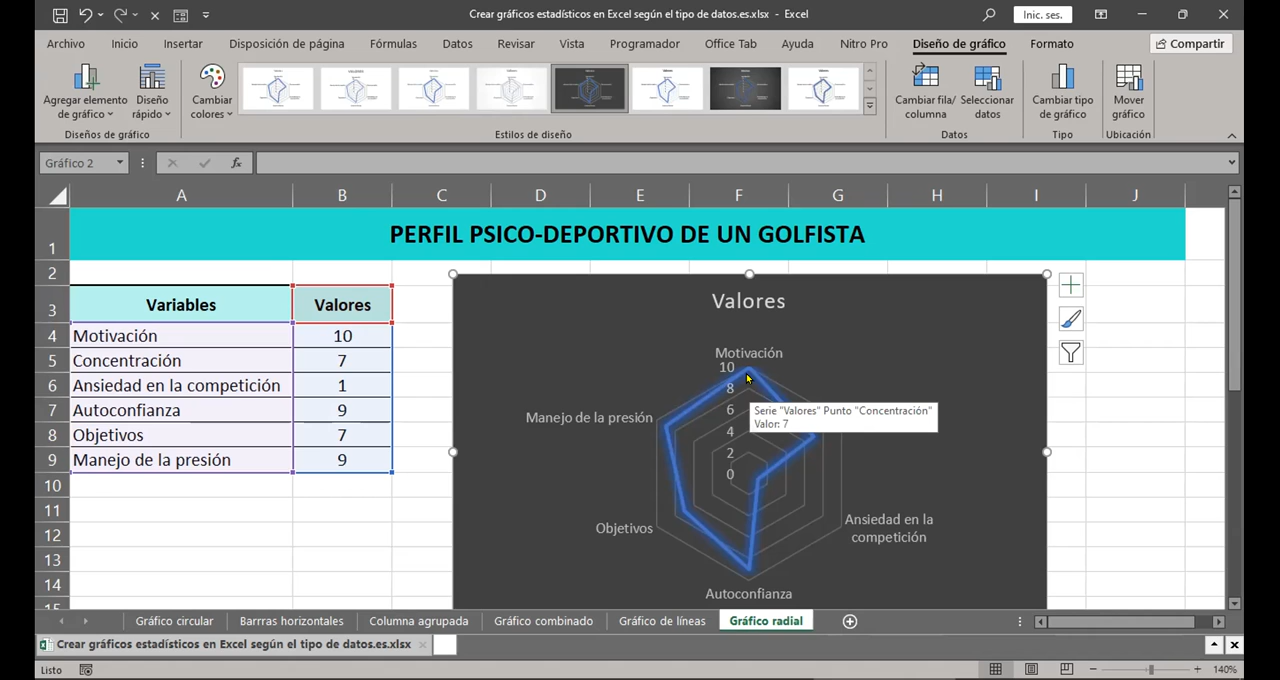 Crear gráficos estadísticos en Excel según el tipo de datos.es.xlsx - Excel
Inic. ses.
Archivo Inicio Insertar Disposición de página Fórmulas Datos Revisar Vista Programador Office Tab Ayuda Nitro Pro Diseño de gráfico Formato Compartir
Agregar elemento de gráfico
Diseño rápido
Cambiar colores
Cambiar fila/ columna
Seleccionar datos
Cambiar tipo de gráfico
Mover gráfico
Diseños de gráfico
Estilos de diseño
Datos
Tipo
Ubicación
Gráfico 2
fx
A B C D E F G H I J
1 PERFIL PSICO-DEPORTIVO DE UN GOLFISTA
2
3 Variables Valores
4 Motivación 10
5 Concentración 7
6 Ansiedad en la competición 1
7 Autoconfianza 9
8 Objetivos 7
9 Manejo de la presión 9
10
11
12
13
14
15
Valores
Motivación
10
8
6
4
2
0
Manejo de la presión
Serie "Valores" Punto "Concentración"
Valor: 7
Ansiedad en la
competición
Objetivos
Autoconfianza
Gráfico circular Barrras horizontales Columna agrupada Gráfico combinado Gráfico de líneas Gráfico radial
Crear gráficos estadísticos en Excel según el tipo de datos.es.xlsx
Listo
140%